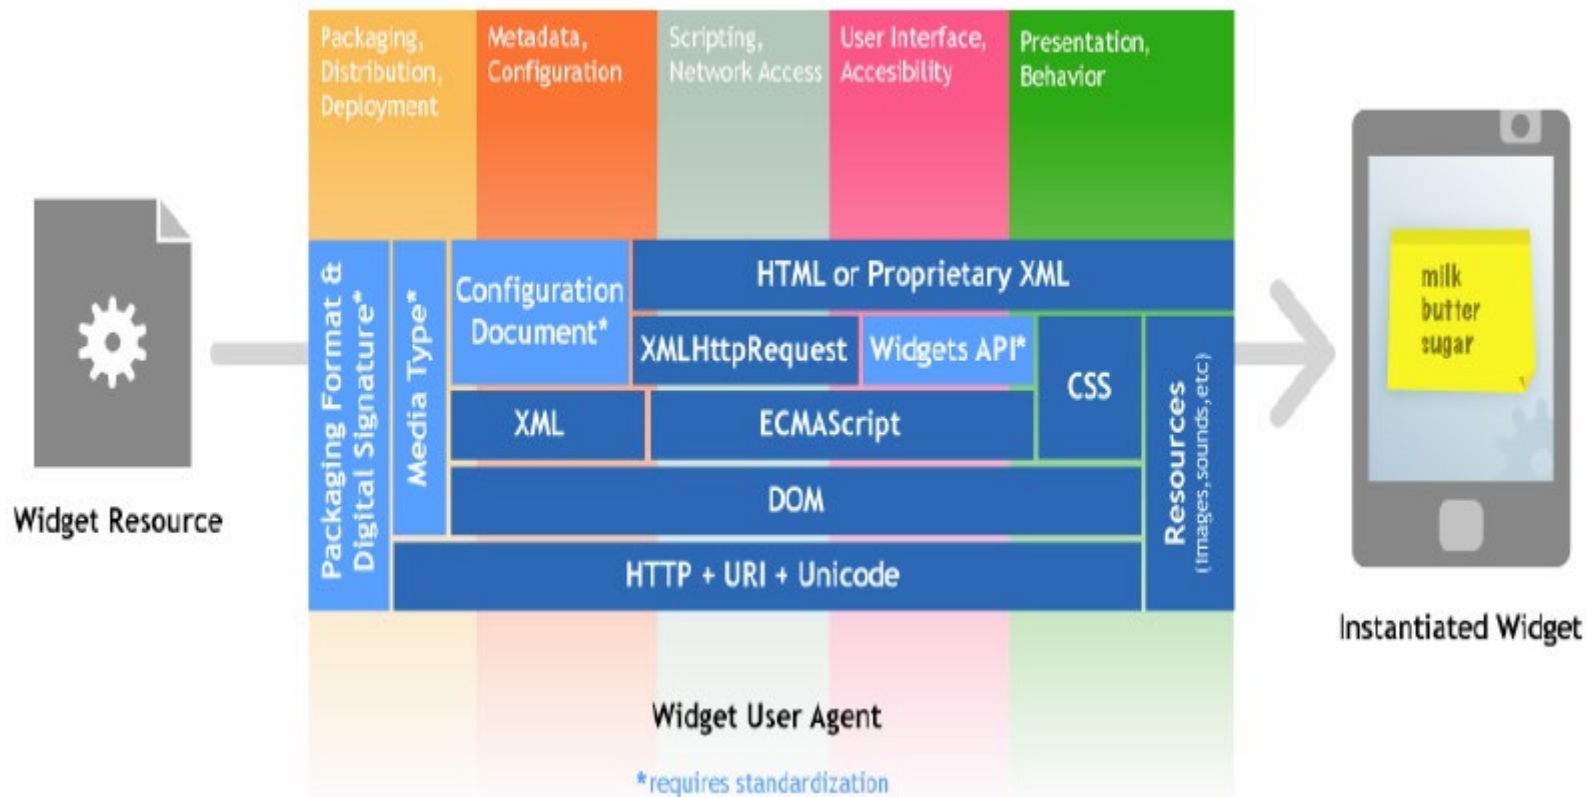 Packaging,
Distribution,
Deployment
Metadata,
Configuration
Scripting,
Network Access
User Interface,
Accesibility
Presentation,
Behavior
Widget Resource
Packaging Format &
Digital Signature*
Media Type*
Configuration
Document*
HTML or Proprietary XML
XMLHttpRequest
Widgets API*
CSS
Resources
(images,sounds,etc)
XML
ECMAScript
DOM
HTTP + URI + Unicode
milk
butter
sugar
Instantiated Widget
Widget User Agent
*requires standardization